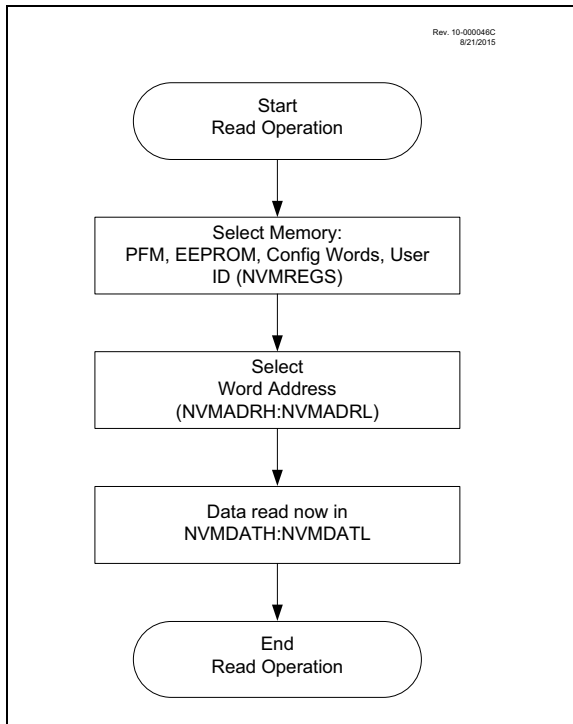 Rev. 10-000046C
8/21/2015
Start
Read Operation
Select Memory:
PFM, EEPROM, Config Words, User
ID (NVMREGS)
Select
Word Address
(NVMADRH:NVMADRL)
Data read now in
NVMDATH:NVMDATL
End
Read Operation